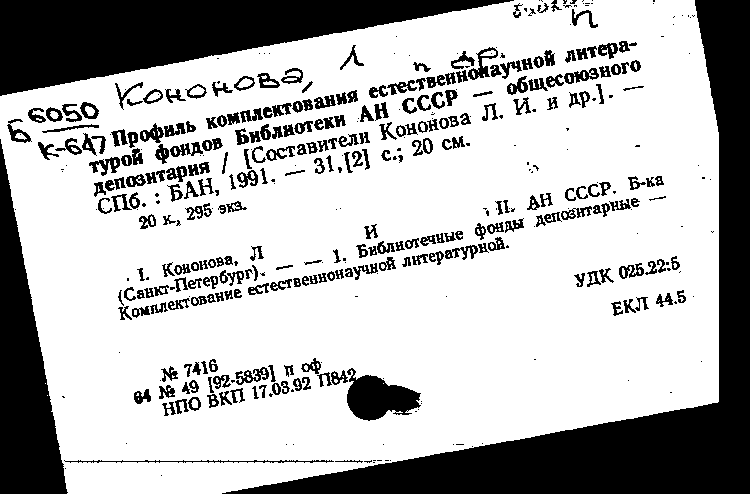 п
Кононова, Л и др.
Б 6050
К-647
Профиль комплектования естественнонаучной литера-
турой фондов Библиотеки АН СССР — общесоюзного
депозитария / [Составители Кононова Л. И. и др.]. —
СПб. : БАН, 1991. — 31,[2] с.; 20 см.
20 к., 295 экз.
I. Кононова, Л И II. АН СССР. Б-ка
(Санкт-Петербург). — — 1. Библиотечные фонды депозитарные —
Комплектование естественнонаучной литературной.
УДК 025.22:5
ЕКЛ 44.5
№ 7416
64 № 49 [92-5839] п оф
НПО ВКП 17.03.92 П842